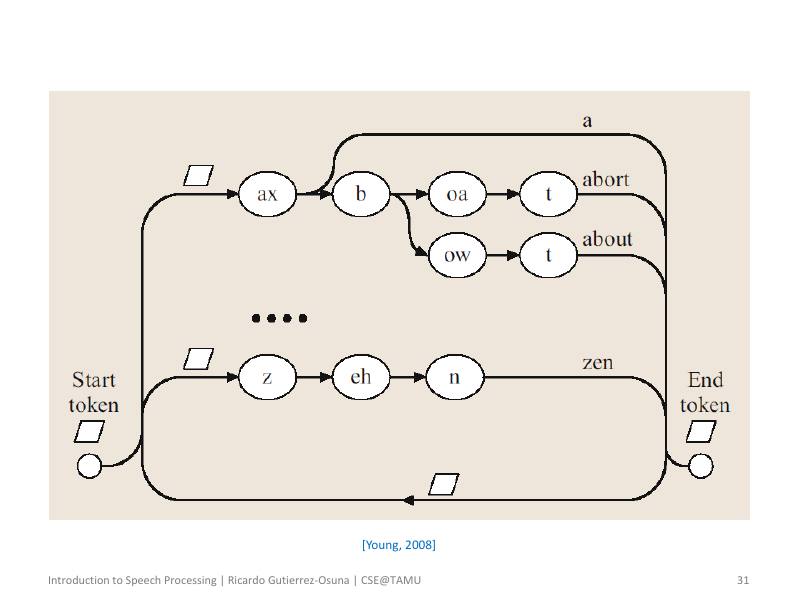 a
ax b oa t abort
ow t about
z eh n zen
Start
token
End
token
[Young, 2008]
Introduction to Speech Processing | Ricardo Gutierrez-Osuna | CSE@TAMU 31